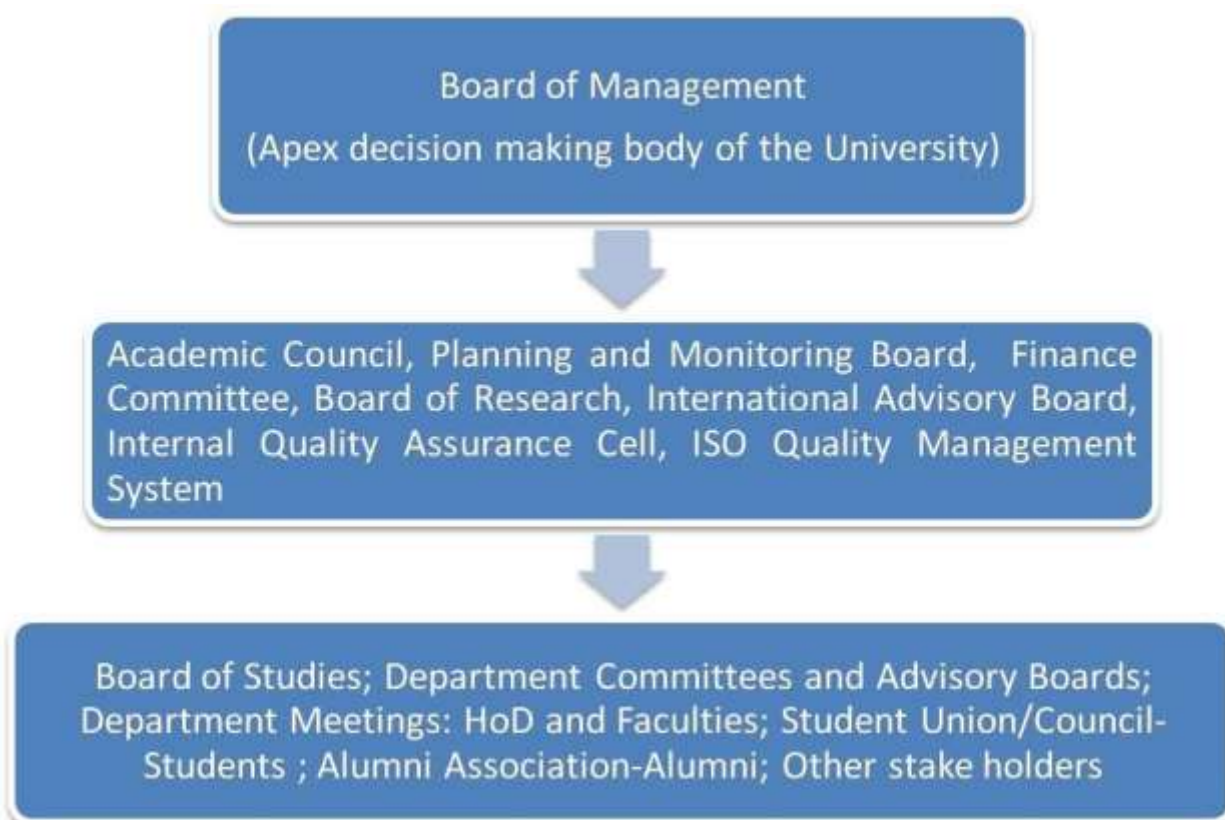 Board of Management
(Apex decision making body of the University)
Academic Council, Planning and Monitoring Board, Finance
Committee, Board of Research, International Advisory Board,
Internal Quality Assurance Cell, ISO Quality Management
System
Board of Studies; Department Committees and Advisory Boards;
Department Meetings: HoD and Faculties; Student Union/Council-
Students ; Alumni Association-Alumni; Other stake holders